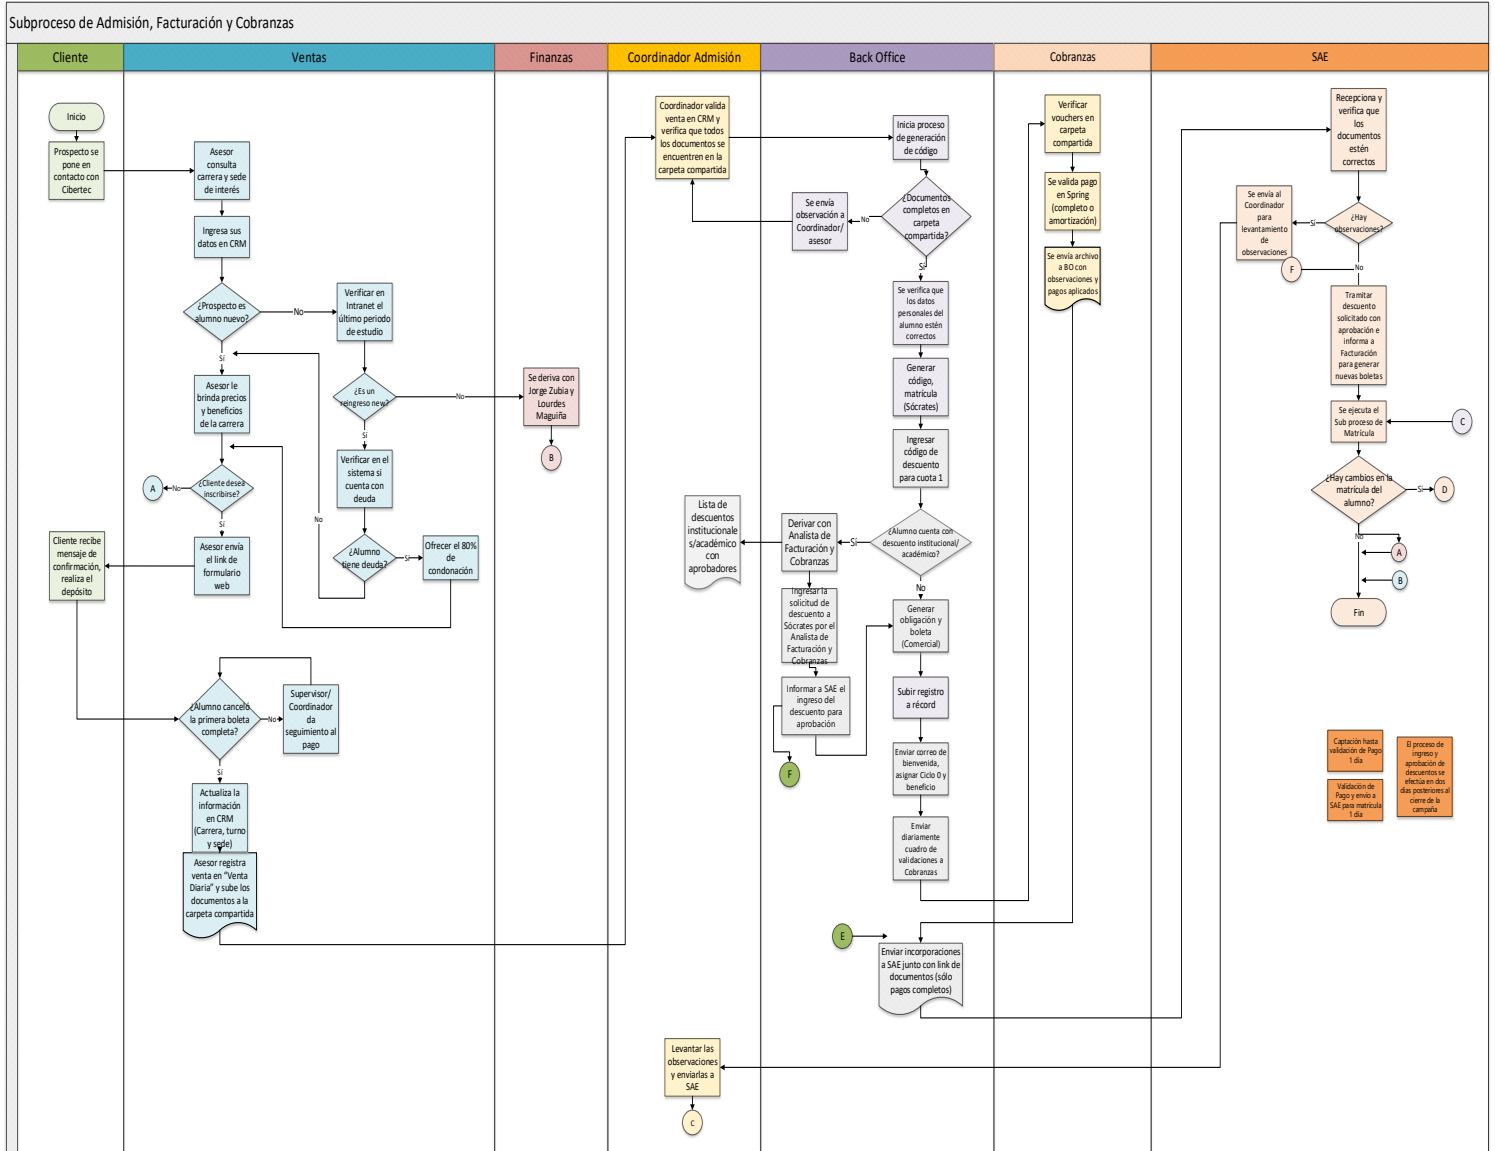 Subproceso de Admisión, Facturación y Cobranzas
Cliente
Ventas
Finanzas
Coordinador Admisión
Back Office
Cobranzas
SAE
Inicio
Prospecto se
pone en
contacto con
Cibertec
Cliente recibe
mensaje de
confirmación,
realiza el
depósito
Asesor
consulta
carrera y sede
de interés
Ingresa sus
datos en CRM
¿Prospecto es
alumno nuevo?
No
Sí
Verificar en
Intranet el
último periodo
de estudio
Asesor le
brinda precios
y beneficios
de la carrera
¿Es un
reingreso new?
No
Sí
¿Cliente desea
inscribirse?
No
A
Sí
Verificar en el
sistema si
cuenta con
deuda
No
Asesor envía
el link de
formulario
web
¿Alumno
tiene deuda?
Sí
Ofrecer el 80%
de
condonación
¿Alumno canceló
la primera boleta
completa?
No
Supervisor/
Coordinador
da
seguimiento al
pago
Sí
Actualiza la
información
en CRM
(Carrera, turno
y sede)
Asesor registra
venta en "Venta
Diaria" y sube los
documentos a la
carpeta compartida
Se deriva con
Jorge Zubia y
Lourdes
Maguiña
B
Coordinador valida
venta en CRM y
verifica que todos
los documentos se
encuentren en la
carpeta compartida
Lista de
descuentos
institucionale
s/académico
con
aprobadores
Levantar las
observaciones
y enviarlas a
SAE
C
Inicia proceso
de generación
de código
¿Documentos
completos en
carpeta
compartida?
No
Se envía
observación a
Coordinador/
asesor
Sí
Se verifica que
los datos
personales del
alumno estén
correctos
Generar
código,
matrícula
(Sócrates)
Ingresar
código de
descuento
para cuota 1
¿Alumno cuenta con
descuento institucional/
académico?
Sí
Derivar con
Analista de
Facturación y
Cobranzas
No
Ingresar la
solicitud de
descuento a
Sócrates por el
Analista de
Facturación y
Cobranzas
Generar
obligación y
boleta
(Comercial)
Informar a SAE el
ingreso del
descuento para
aprobación
F
Subir registro
a récord
Enviar correo de
bienvenida,
asignar Ciclo 0 y
beneficio
Enviar
diariamente
cuadro de
validaciones a
Cobranzas
E
Enviar incorporaciones
a SAE junto con link de
documentos (sólo
pagos completos)
Verificar
vouchers en
carpeta
compartida
Se valida pago
en Spring
(completo o
amortización)
Se envía archivo
a BO con
observaciones y
pagos aplicados
Recepciona y
verifica que
los
documentos
estén
correctos
¿Hay
observaciones?
Sí
Se envía al
Coordinador
para
levantamiento
de
observaciones
F
No
Tramitar
descuento
solicitado con
aprobación e
informa a
Facturación
para generar
nuevas boletas
Se ejecuta el
Sub proceso de
Matrícula
C
¿Hay cambios en la
matrícula del
alumno?
Sí
D
No
A
B
Fin
Captación hasta
validación de Pago
1 día
Validación de
Pago y envío a
SAE para matrícula
1 día
El proceso de
ingreso y
aprobación de
descuentos se
efectúa en dos
días posteriores al
cierre de la
campaña